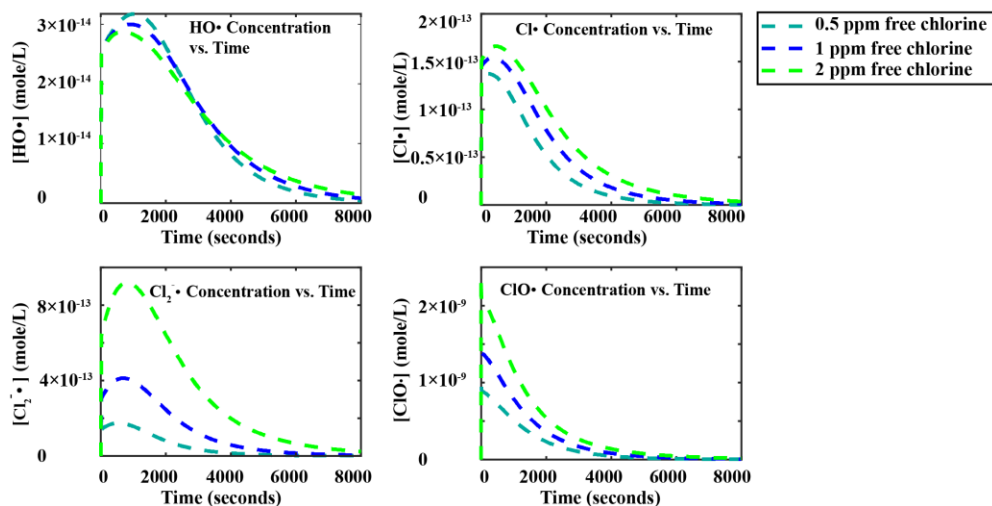 HO• Concentration
vs. Time
[HO•] (mole/L)
3×10⁻¹⁴
1×10⁻¹⁴
0
0 2000 4000 6000 8000
Time (seconds)
Cl• Concentration
vs. Time
[Cl•] (mole/L)
2×10⁻¹³
1.5×10⁻¹³
1×10⁻¹³
0.5×10⁻¹³
0
0 2000 4000 6000 8000
Time (seconds)
0.5 ppm free chlorine
1 ppm free chlorine
2 ppm free chlorine
Cl₂⁻• Concentration vs. Time
[Cl₂⁻•] (mole/L)
8×10⁻¹³
4×10⁻¹³
0
0 2000 4000 6000 8000
Time (seconds)
ClO• Concentration vs. Time
[ClO•] (mole/L)
2×10⁻⁹
1×10⁻⁹
0
0 2000 4000 6000 8000
Time (seconds)